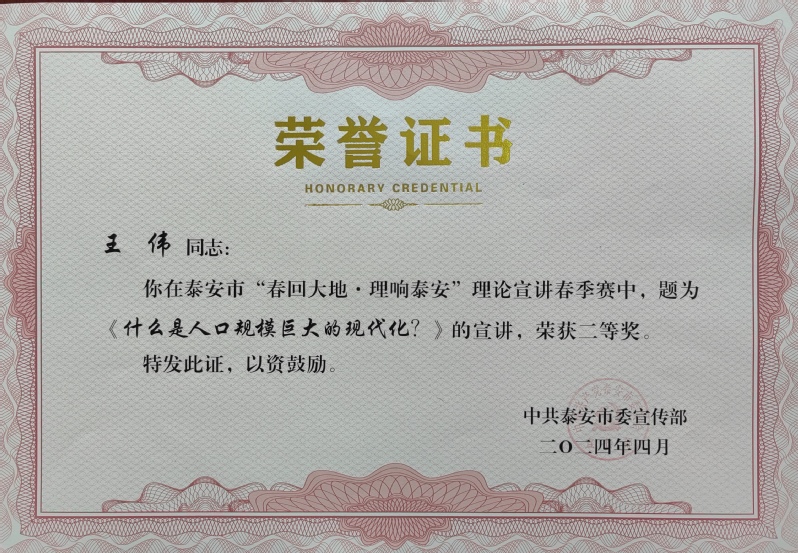 荣誉证书
HONORARY CREDENTIAL
王 伟 同志：
你在泰安市“春回大地·理响泰安”理论宣讲春季赛中，题为
《什么是人口规模巨大的现代化？》的宣讲，荣获二等奖。
特发此证，以资鼓励。
中共泰安市委宣传部
二〇二四年四月